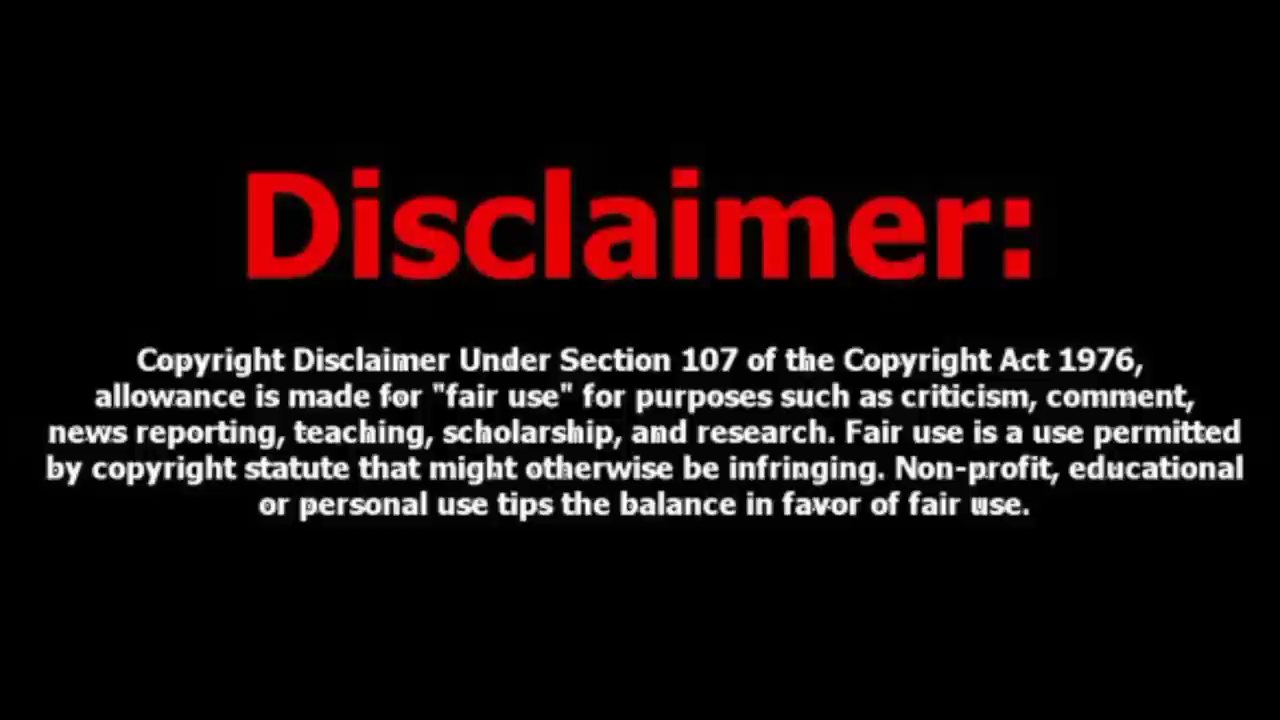 Disclaimer:
Copyright Disclaimer Under Section 107 of the Copyright Act 1976,
allowance is made for "fair use" for purposes such as criticism, comment,
news reporting, teaching, scholarship, and research. Fair use is a use permitted
by copyright statute that might otherwise be infringing. Non-profit, educational
or personal use tips the balance in favor of fair use.